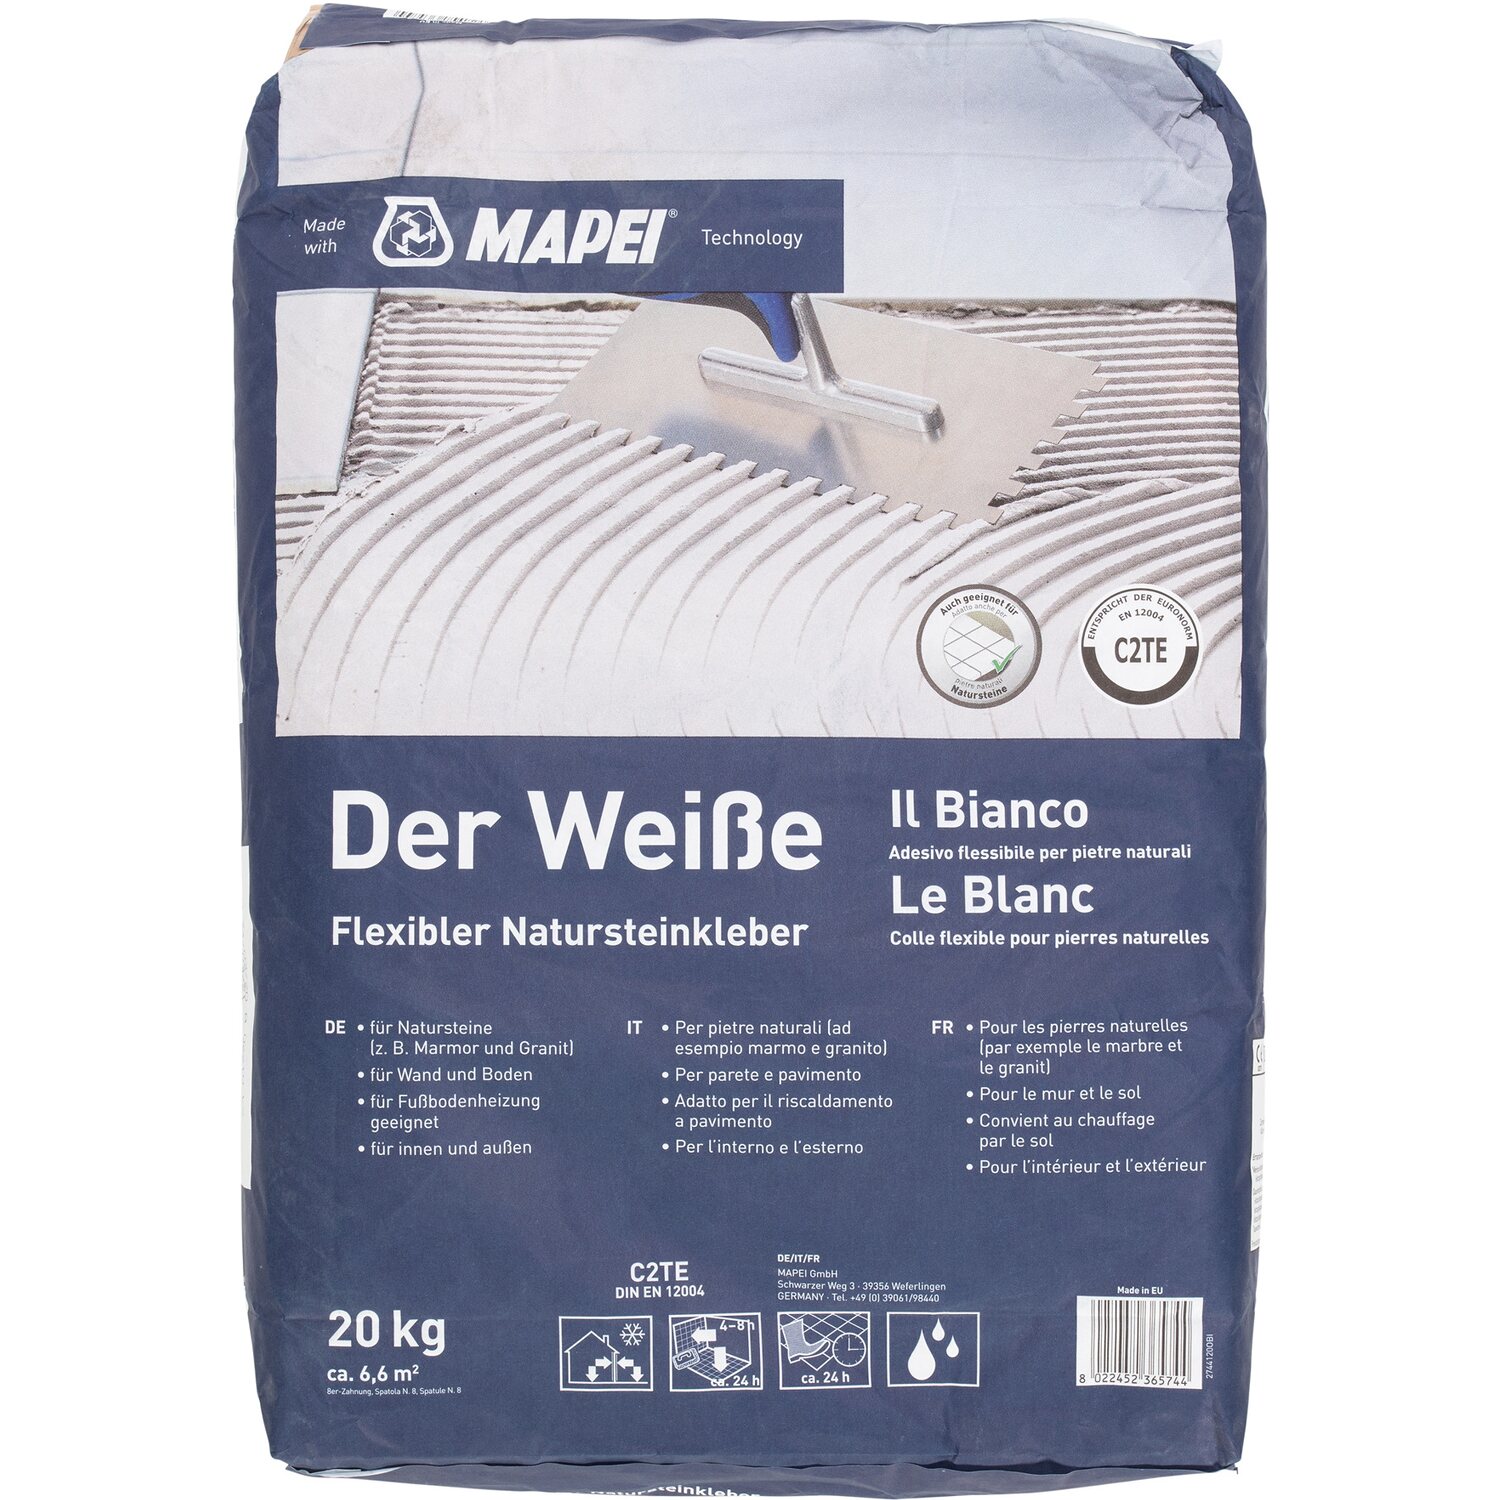 Made
with
MAPEI®
Technology
Auch geeignet für
Adatto anche per
pietre naturali
Natursteine
ENTSPRICHT DER EURONORM
EN 12004
C2TE
Der Weiße
Flexibler Natursteinkleber
Il Bianco
Adesivo flessibile per pietre naturali
Le Blanc
Colle flexible pour pierres naturelles
DE • für Natursteine
(z. B. Marmor und Granit)
• für Wand und Boden
• für Fußbodenheizung
geeignet
• für innen und außen
IT • Per pietre naturali (ad
esempio marmo e granito)
• Per parete e pavimento
• Adatto per il riscaldamento
a pavimento
• Per l'interno e l'esterno
FR • Pour les pierres naturelles
(par exemple le marbre et
le granit)
• Pour le mur et le sol
• Convient au chauffage
par le sol
• Pour l'intérieur et l'extérieur
20 kg
ca. 6,6 m²
8er-Zahnung, Spatola N. 8, Spatule N. 8
C2TE
DIN EN 12004
DE/IT/FR
MAPEI GmbH
Schwarzer Weg 3 · 39356 Weferlingen
GERMANY · Tel. +49 (0) 39061/98440
4–8 h
ca. 24 h
ca. 24 h
Made in EU
8 022452 365744
2744120OBI
Natursteinkleber